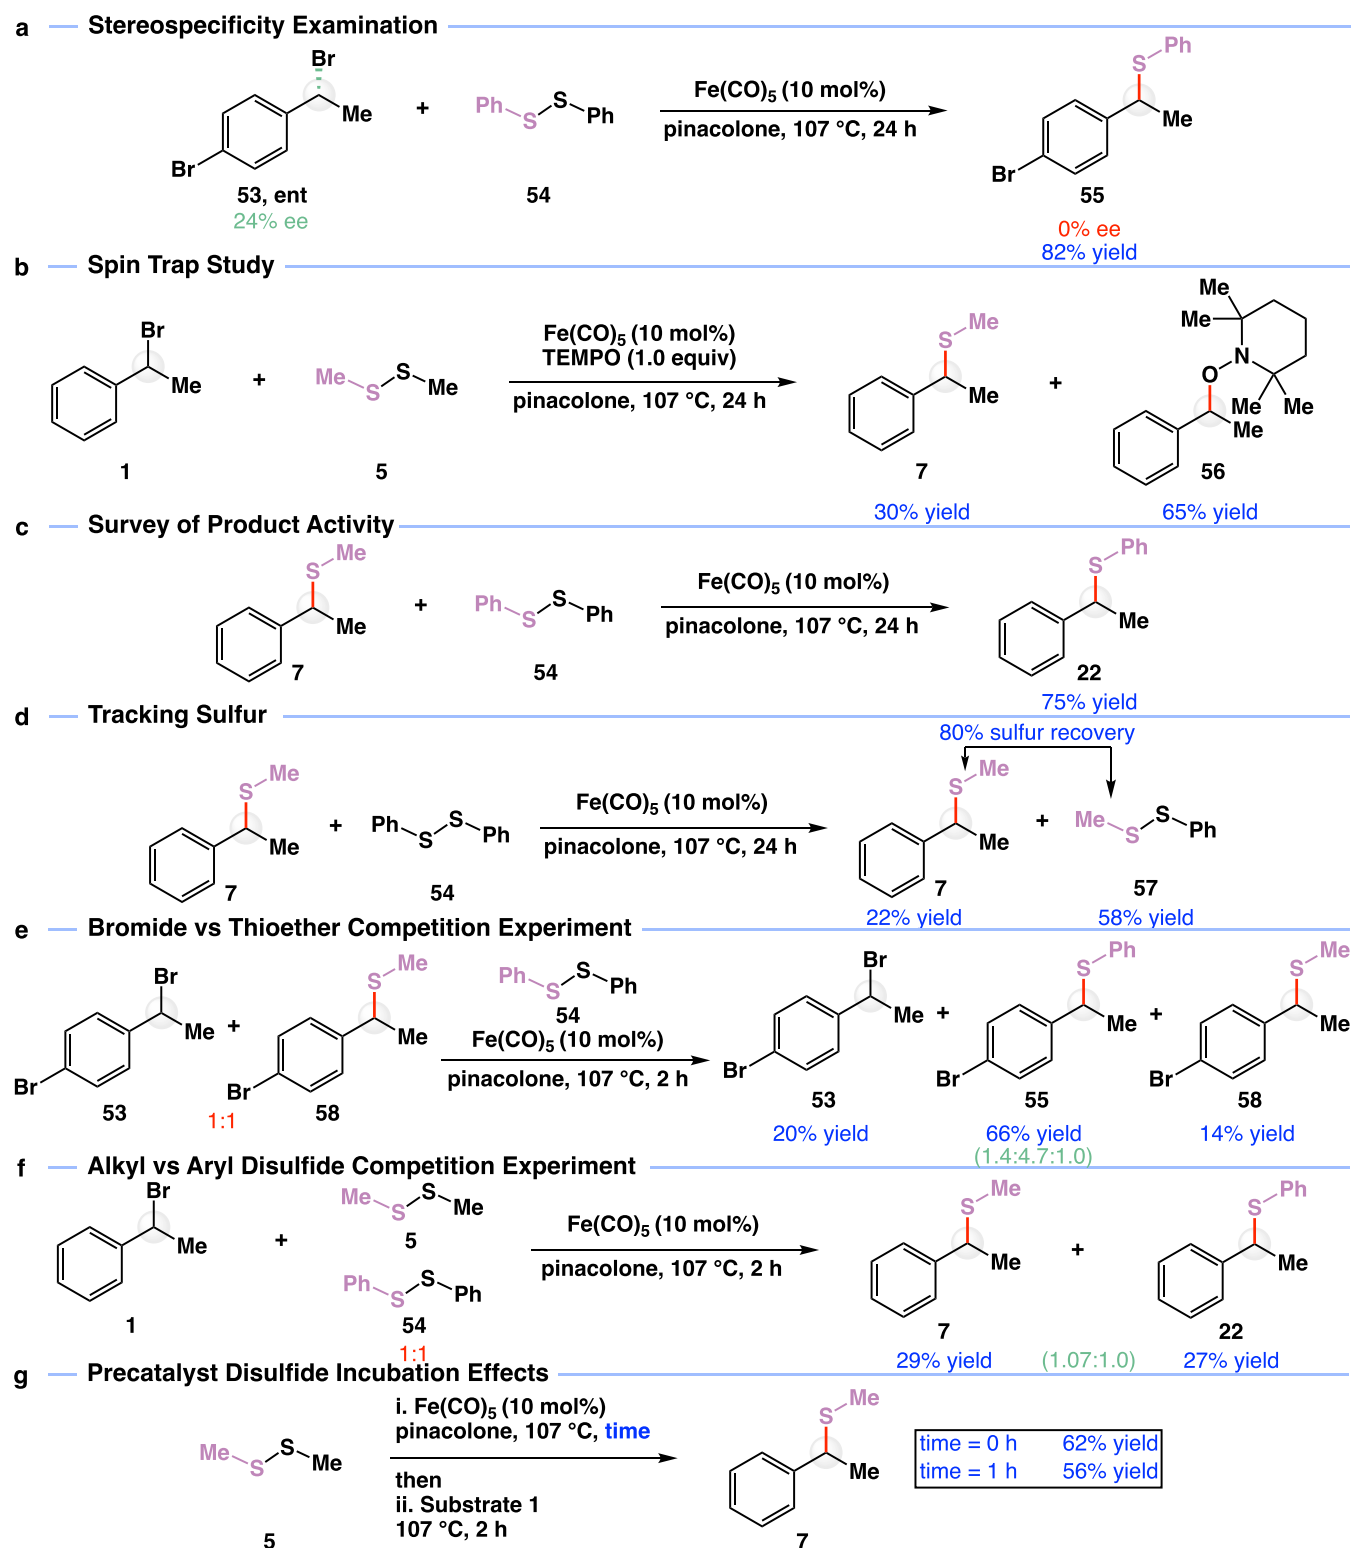 a Stereospecificity Examination
Br
Me
Br
53, ent
24% ee
+
Ph
S
S
Ph
54
Fe(CO)5 (10 mol%)
pinacolone, 107 °C, 24 h
S
Ph
Me
Br
55
0% ee
82% yield
b Spin Trap Study
Br
Me
1
+
Me
S
S
Me
5
Fe(CO)5 (10 mol%)
TEMPO (1.0 equiv)
pinacolone, 107 °C, 24 h
S
Me
Me
7
30% yield
+
Me
Me
N
O
Me
Me
Me
56
65% yield
c Survey of Product Activity
S
Me
Me
7
+
Ph
S
S
Ph
54
Fe(CO)5 (10 mol%)
pinacolone, 107 °C, 24 h
S
Ph
Me
22
75% yield
d Tracking Sulfur
80% sulfur recovery
S
Me
Me
7
+
Ph
S
S
Ph
54
Fe(CO)5 (10 mol%)
pinacolone, 107 °C, 24 h
S
Me
Me
7
22% yield
+
Me
S
S
Ph
57
58% yield
e Bromide vs Thioether Competition Experiment
Br
Me
Br
53
+
1:1
S
Me
Me
Br
58
Ph
S
S
Ph
54
Fe(CO)5 (10 mol%)
pinacolone, 107 °C, 2 h
Br
Me
Br
53
20% yield
+
S
Ph
Me
Br
55
66% yield
(1.4:4.7:1.0)
+
S
Me
Me
Br
58
14% yield
f Alkyl vs Aryl Disulfide Competition Experiment
Br
Me
1
+
Me
S
S
Me
5
Ph
S
S
Ph
54
1:1
Fe(CO)5 (10 mol%)
pinacolone, 107 °C, 2 h
S
Me
Me
7
29% yield
+
(1.07:1.0)
S
Ph
Me
22
27% yield
g Precatalyst Disulfide Incubation Effects
Me
S
S
Me
5
i. Fe(CO)5 (10 mol%)
pinacolone, 107 °C, time
then
ii. Substrate 1
107 °C, 2 h
S
Me
Me
7
time = 0 h 62% yield
time = 1 h 56% yield